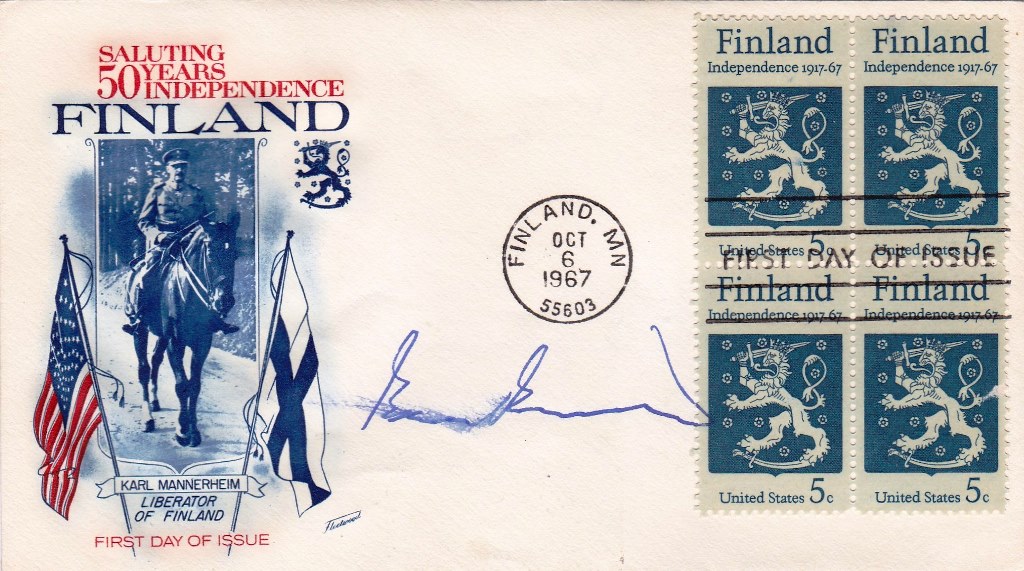 SALUTING
50 YEARS
INDEPENDENCE
FINLAND
KARL MANNERHEIM
LIBERATOR
OF FINLAND
FIRST DAY OF ISSUE
Fleetwood
FINLAND, MN
OCT
6
1967
55603
Finland
Independence 1917-67
United States 5c
Finland
Independence 1917-67
United States 5c
FIRST DAY OF ISSUE
Finland
Independence 1917-67
United States 5c
Finland
Independence 1917-67
United States 5c